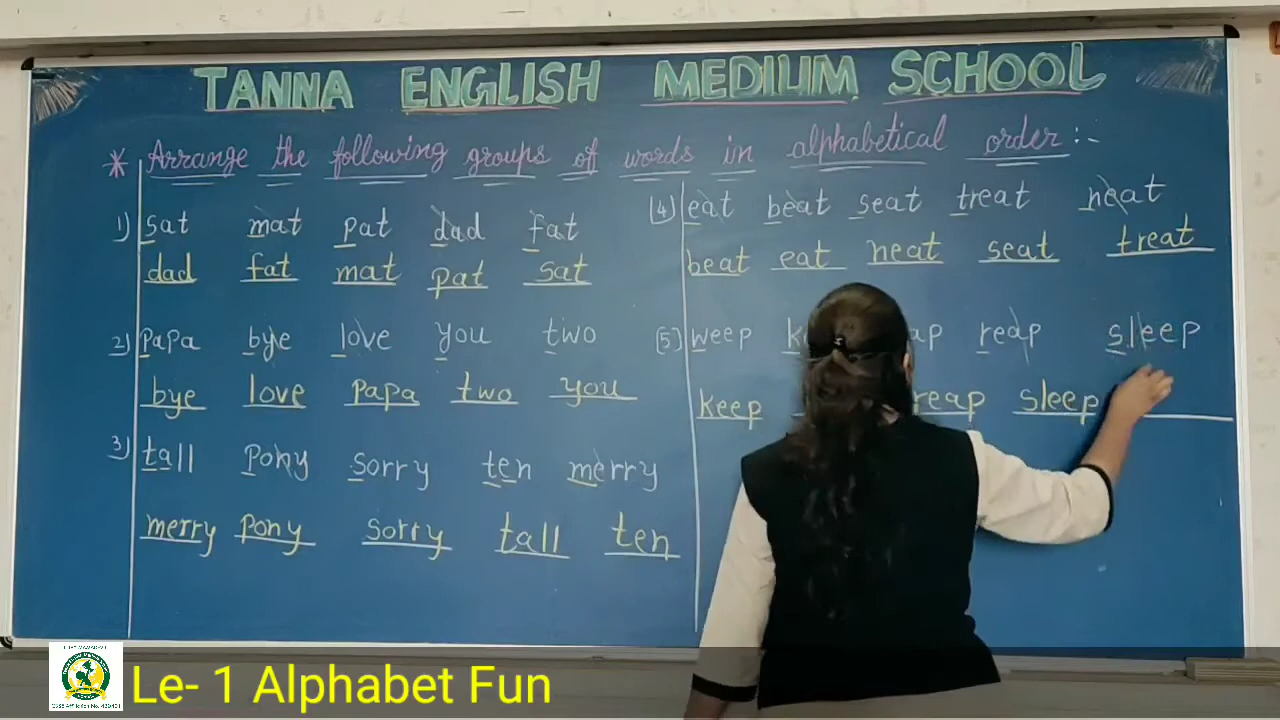 TANNA ENGLISH MEDIUM SCHOOL
* Arrange the following groups of words in alphabetical order :-
1) sat mat pat dad fat
dad fat mat pat sat
2) papa bye love you two
bye love papa two you
3) tall pony sorry ten merry
merry pony sorry tall ten
(4) eat beat seat treat neat
beat eat neat seat treat
(5) weep reap sleep
keep reap sleep
Le- 1 Alphabet Fun